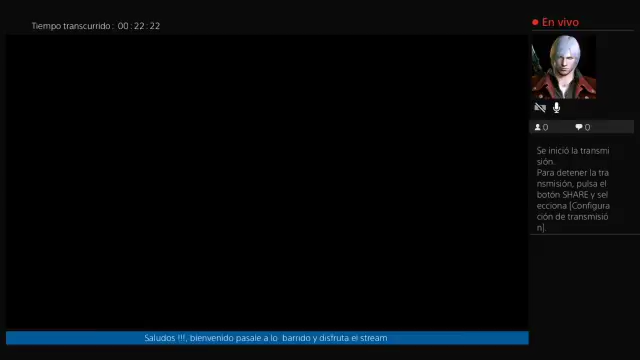 Tiempo transcurrido: 00:22:22
En vivo
0 0
Se inició la transmi
sión.
Para detener la tra
nsmisión, pulsa el
botón SHARE y sel
ecciona [Configura
ción de transmisió
n].
Saludos !!!, bienvenido pasale a lo barrido y disfruta el stream